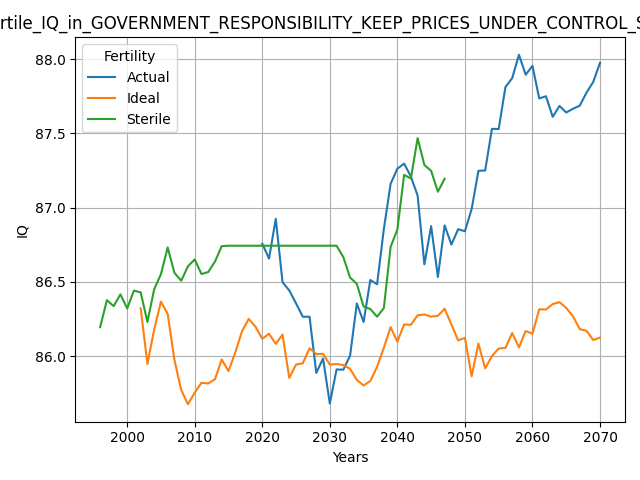 rtile_IQ_in_GOVERNMENT_RESPONSIBILITY_KEEP_PRICES_UNDER_CONTROL_S
Fertility
Actual
Ideal
Sterile
88.0
87.5
87.0
86.5
86.0
IQ
2000 2010 2020 2030 2040 2050 2060 2070
Years